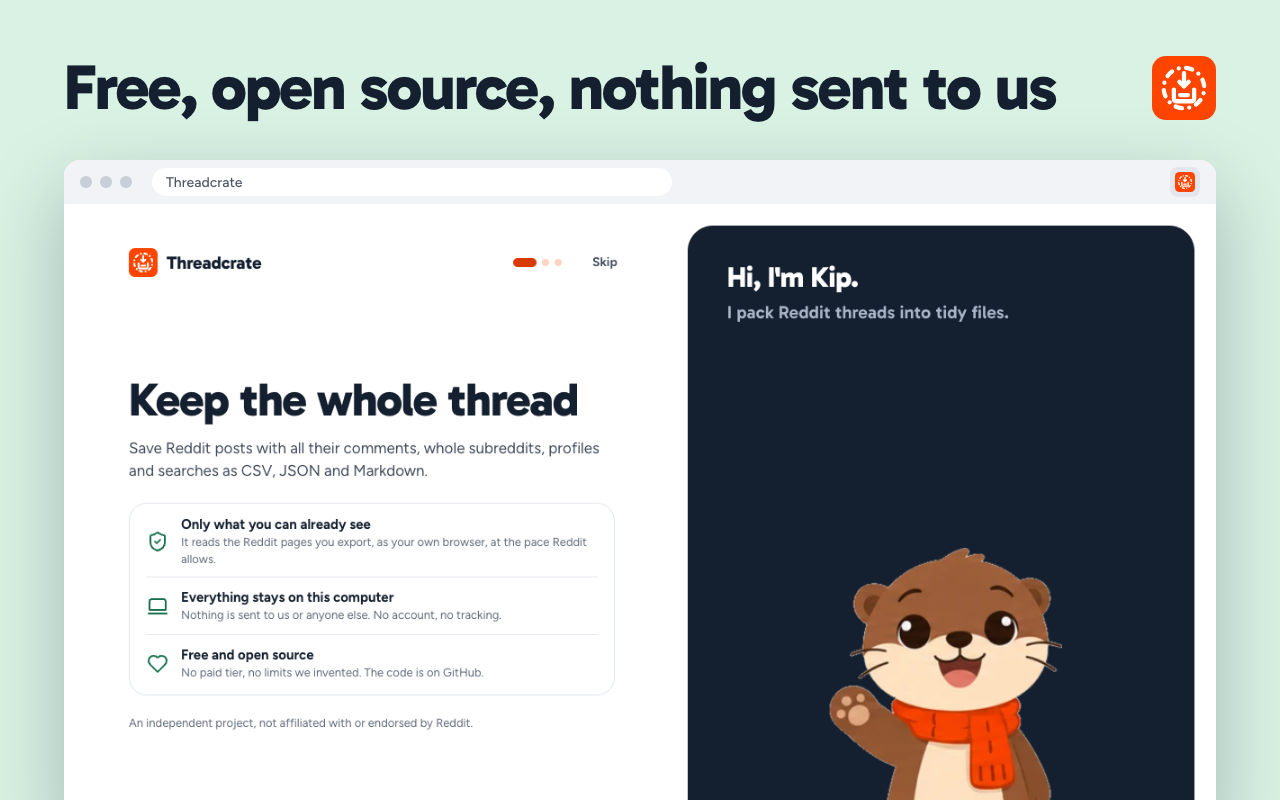 Free, open source, nothing sent to us
Threadcrate
Threadcrate
Skip
Keep the whole thread
Save Reddit posts with all their comments, whole subreddits, profiles
and searches as CSV, JSON and Markdown.
Only what you can already see
It reads the Reddit pages you export, as your own browser, at the pace Reddit
allows.
Everything stays on this computer
Nothing is sent to us or anyone else. No account, no tracking.
Free and open source
No paid tier, no limits we invented. The code is on GitHub.
An independent project, not affiliated with or endorsed by Reddit.
Hi, I'm Kip.
I pack Reddit threads into tidy files.